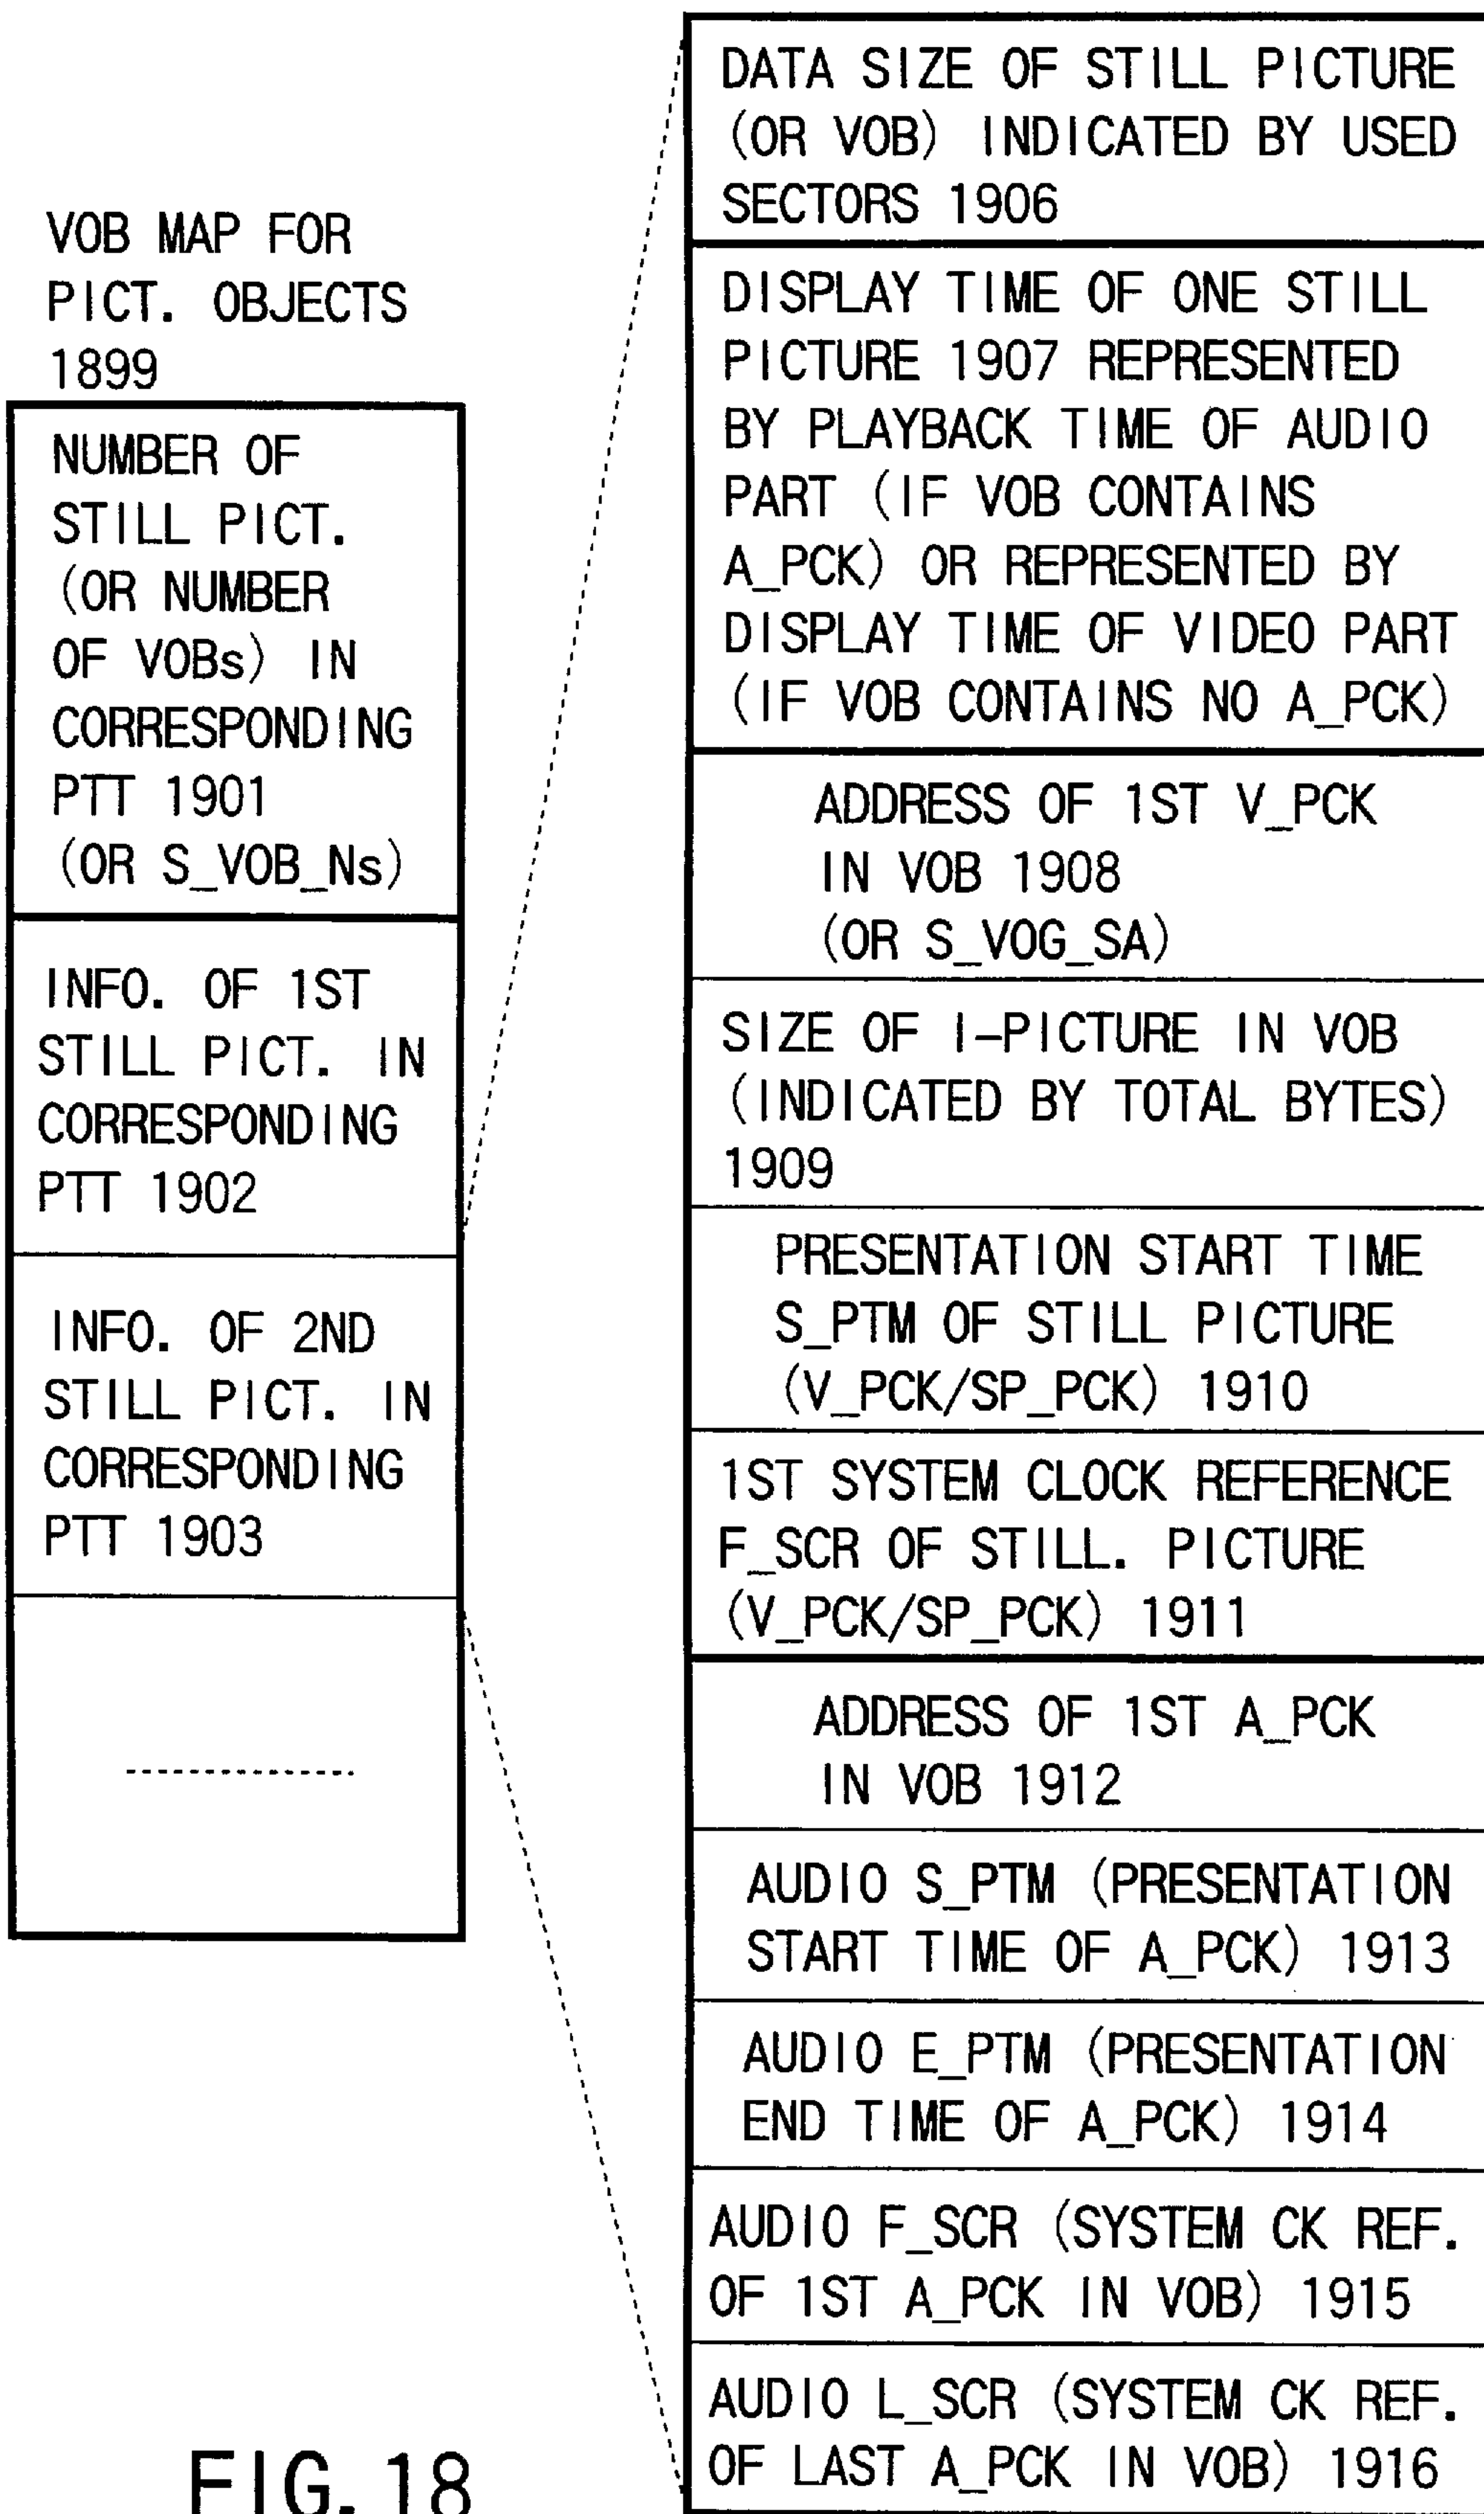 VOB MAP FOR
PICT. OBJECTS
1899
NUMBER OF
STILL PICT.
(OR NUMBER
OF VOBs) IN
CORRESPONDING
PTT 1901
(OR S_VOB_Ns)
INFO. OF 1ST
STILL PICT. IN
CORRESPONDING
PTT 1902
INFO. OF 2ND
STILL PICT. IN
CORRESPONDING
PTT 1903
DATA SIZE OF STILL PICTURE
(OR VOB) INDICATED BY USED
SECTORS 1906
DISPLAY TIME OF ONE STILL
PICTURE 1907 REPRESENTED
BY PLAYBACK TIME OF AUDIO
PART (IF VOB CONTAINS
A_PCK) OR REPRESENTED BY
DISPLAY TIME OF VIDEO PART
(IF VOB CONTAINS NO A_PCK)
ADDRESS OF 1ST V_PCK
IN VOB 1908
(OR S_VOG_SA)
SIZE OF I-PICTURE IN VOB
(INDICATED BY TOTAL BYTES)
1909
PRESENTATION START TIME
S_PTM OF STILL PICTURE
(V_PCK/SP_PCK) 1910
1ST SYSTEM CLOCK REFERENCE
F_SCR OF STILL. PICTURE
(V_PCK/SP_PCK) 1911
ADDRESS OF 1ST A_PCK
IN VOB 1912
AUDIO S_PTM (PRESENTATION
START TIME OF A_PCK) 1913
AUDIO E_PTM (PRESENTATION
END TIME OF A_PCK) 1914
AUDIO F_SCR (SYSTEM CK REF.
OF 1ST A_PCK IN VOB) 1915
AUDIO L_SCR (SYSTEM CK REF.
OF LAST A_PCK IN VOB) 1916
FIG. 18